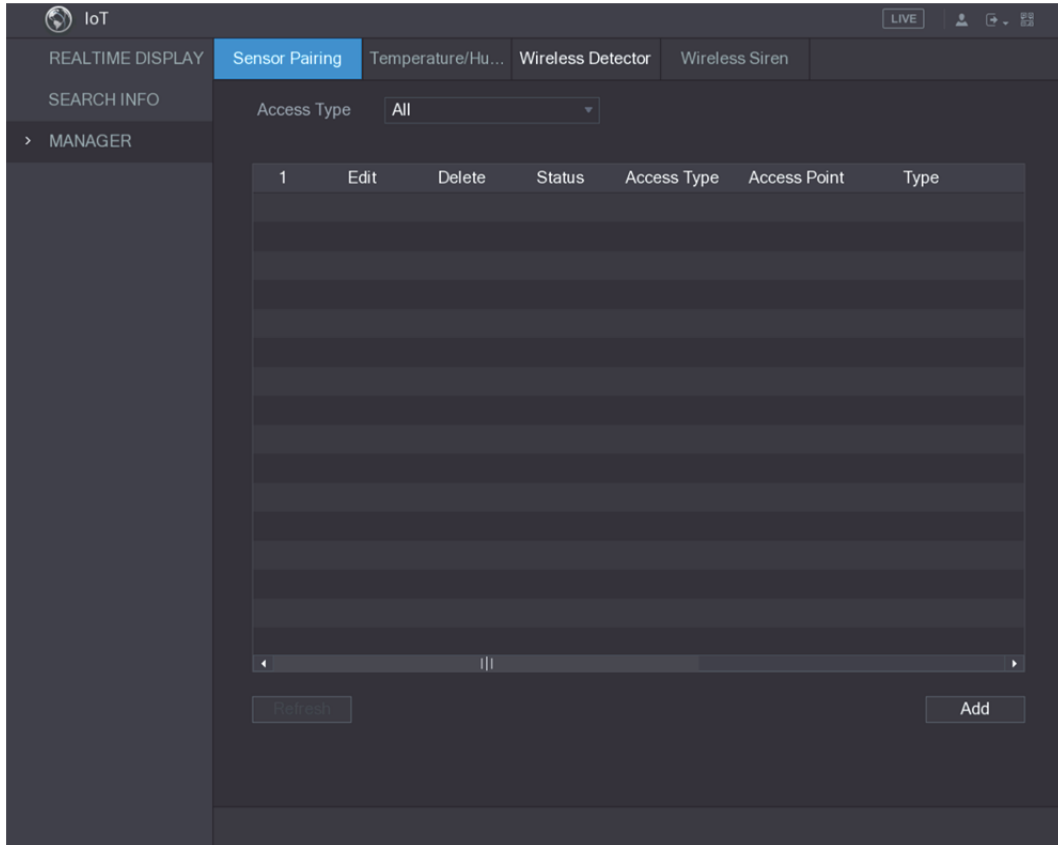 IoT LIVE
REALTIME DISPLAY
SEARCH INFO
MANAGER
Sensor Pairing Temperature/Hu... Wireless Detector Wireless Siren
Access Type All
1 Edit Delete Status Access Type Access Point Type
Refresh Add